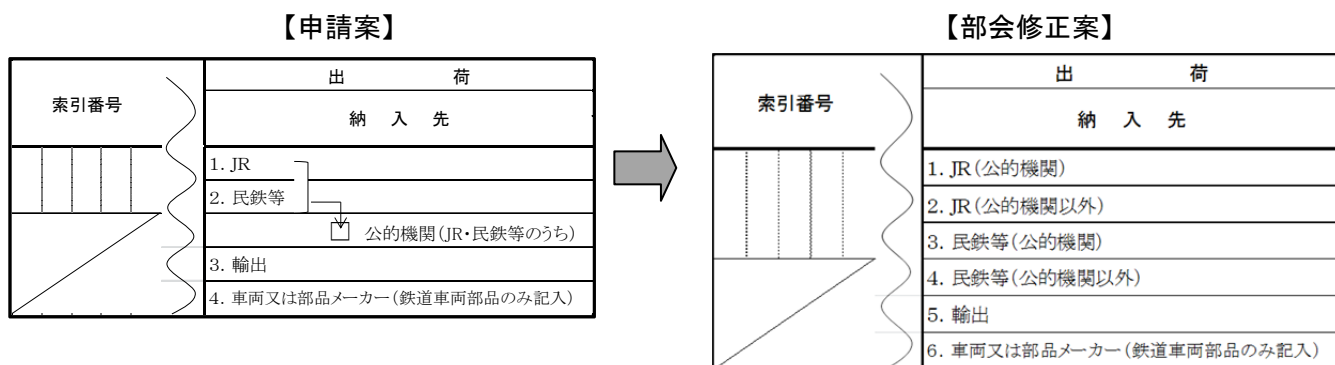 【申請案】
索引番号
出 荷
納 入 先
1. JR
2. 民鉄等
公的機関(JR・民鉄等のうち)
3. 輸出
4. 車両又は部品メーカー(鉄道車両部品のみ記入)
【部会修正案】
索引番号
出 荷
納 入 先
1. JR(公的機関)
2. JR(公的機関以外)
3. 民鉄等(公的機関)
4. 民鉄等(公的機関以外)
5. 輸出
6. 車両又は部品メーカー(鉄道車両部品のみ記入)